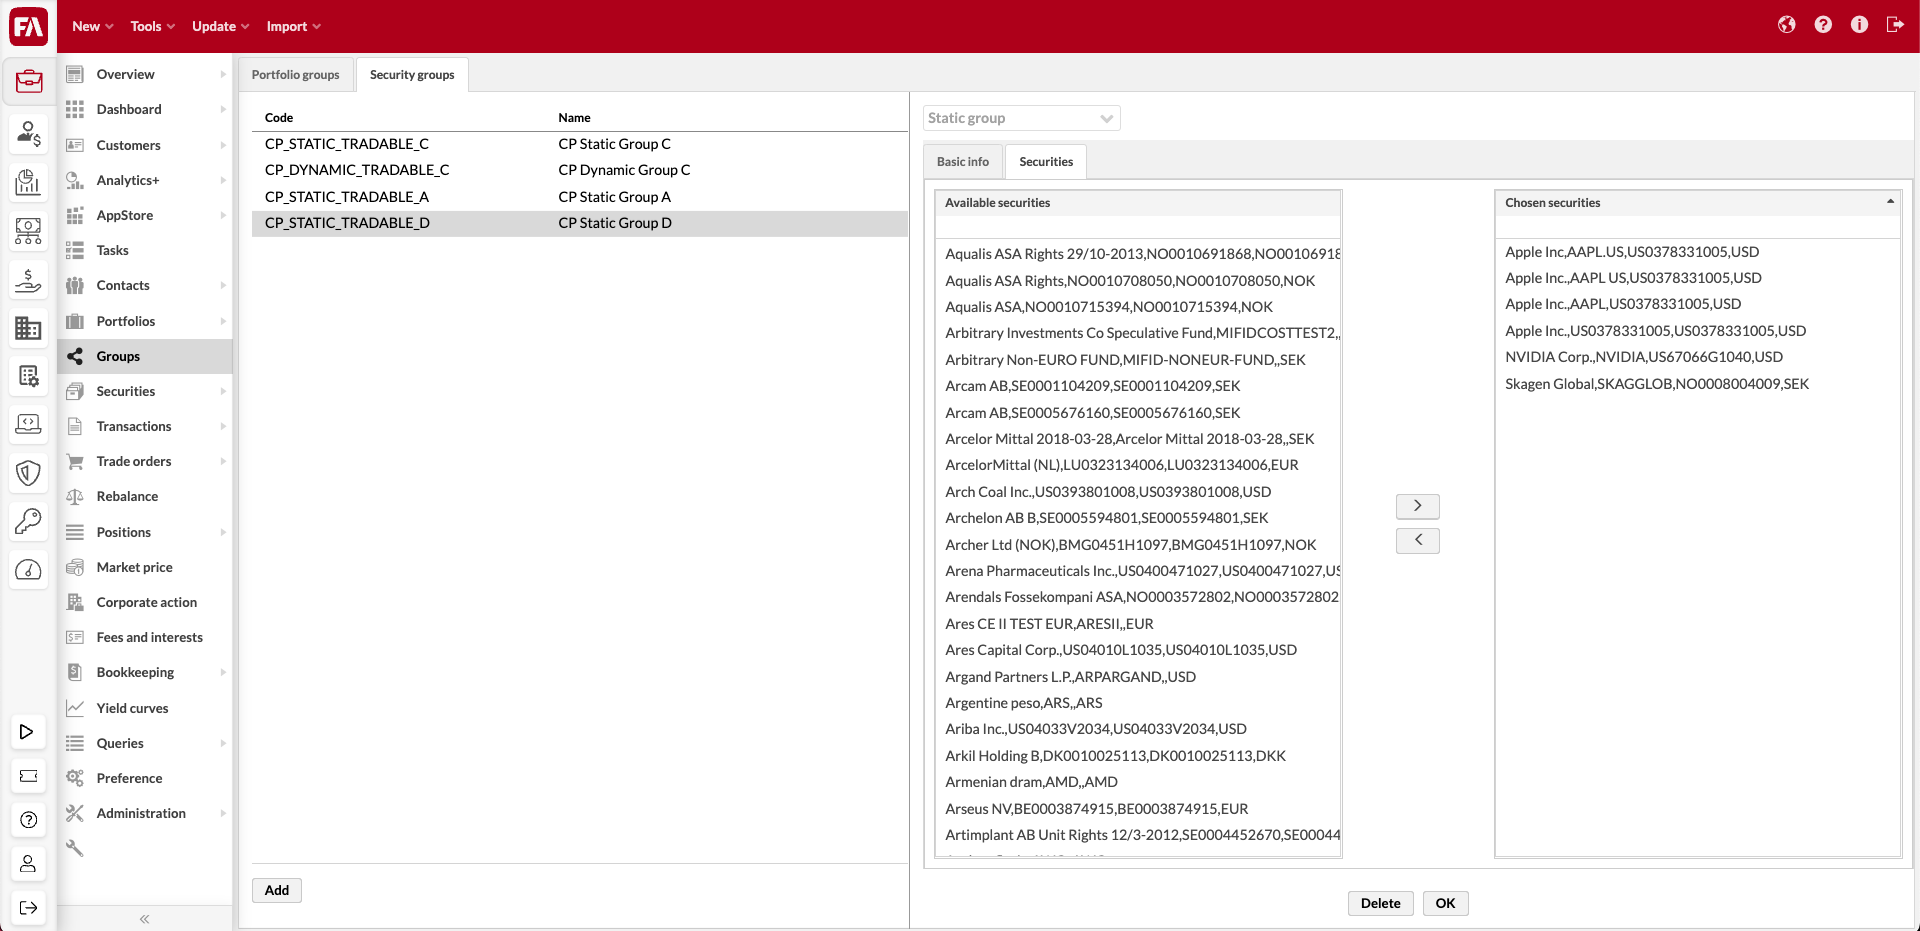 FA
New
Tools
Update
Import
Overview
Dashboard
Customers
Analytics+
AppStore
Tasks
Contacts
Portfolios
Groups
Securities
Transactions
Trade orders
Rebalance
Positions
Market price
Corporate action
Fees and interests
Bookkeeping
Yield curves
Queries
Preference
Administration
Portfolio groups
Security groups
Code
Name
CP_STATIC_TRADABLE_C
CP Static Group C
CP_DYNAMIC_TRADABLE_C
CP Dynamic Group C
CP_STATIC_TRADABLE_A
CP Static Group A
CP_STATIC_TRADABLE_D
CP Static Group D
Add
Static group
Basic info
Securities
Available securities
Aqualis ASA Rights 29/10-2013,NO0010691868,NO00106918
Aqualis ASA Rights,NO0010708050,NO0010708050,NOK
Aqualis ASA,NO0010715394,NO0010715394,NOK
Arbitrary Investments Co Speculative Fund,MIFIDCOSTTEST2,,
Arbitrary Non-EURO FUND,MIFID-NONEUR-FUND,,SEK
Arcam AB,SE0001104209,SE0001104209,SEK
Arcam AB,SE0005676160,SE0005676160,SEK
Arcelor Mittal 2018-03-28,Arcelor Mittal 2018-03-28,,SEK
ArcelorMittal (NL),LU0323134006,LU0323134006,EUR
Arch Coal Inc.,US0393801008,US0393801008,USD
Archelon AB B,SE0005594801,SE0005594801,SEK
Archer Ltd (NOK),BMG0451H1097,BMG0451H1097,NOK
Arena Pharmaceuticals Inc.,US0400471027,US0400471027,US
Arendals Fossekompani ASA,NO0003572802,NO0003572802
Ares CE II TEST EUR,ARESII,,EUR
Ares Capital Corp.,US04010L1035,US04010L1035,USD
Argand Partners L.P.,ARPARGAND,,USD
Argentine peso,ARS,,ARS
Ariba Inc.,US04033V2034,US04033V2034,USD
Arkil Holding B,DK0010025113,DK0010025113,DKK
Armenian dram,AMD,,AMD
Arseus NV,BE0003874915,BE0003874915,EUR
Artimplant AB Unit Rights 12/3-2012,SE0004452670,SE00044
Chosen securities
Apple Inc,AAPL.US,US0378331005,USD
Apple Inc.,AAPL US,US0378331005,USD
Apple Inc.,AAPL,US0378331005,USD
Apple Inc.,US0378331005,US0378331005,USD
NVIDIA Corp.,NVIDIA,US67066G1040,USD
Skagen Global,SKAGGLOB,NO0008004009,SEK
Delete
OK